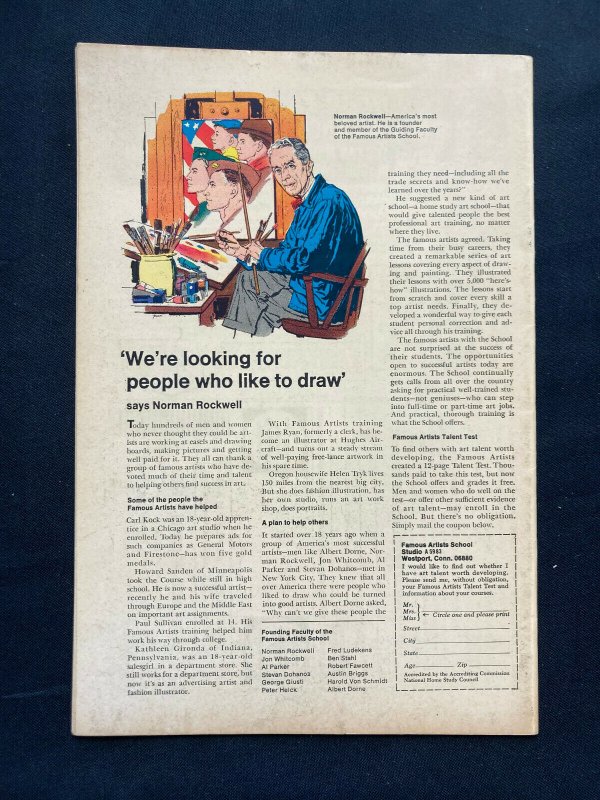 Norman Rockwell—America's most
beloved artist. He is a founder
and member of the Guiding Faculty
of the Famous Artists School.
'We're looking for
people who like to draw'
says Norman Rockwell
Today hundreds of men and women
who never thought they could be art-
ists are working at easels and drawing
boards, making pictures and getting
well paid for it. They all can thank a
group of famous artists who have de-
voted much of their time and talent
to helping others find success in art.
Some of the people the
Famous Artists have helped
Carl Kock was an 18-year-old appren-
tice in a Chicago art studio when he
enrolled. Today he prepares ads for
such companies as General Motors
and Firestone—has won five gold
medals.
Howard Sanden of Minneapolis
took the Course while still in high
school. He is now a successful artist—
recently he and his wife traveled
through Europe and the Middle East
on important art assignments.
Paul Sullivan enrolled at 14. His
Famous Artists training helped him
work his way through college.
Kathleen Gironda of Indiana,
Pennsylvania, was an 18-year-old
salesgirl in a department store. She
still works for a department store, but
now it's as an advertising artist and
fashion illustrator.
With Famous Artists training
James Ryan, formerly a clerk, has be-
come an illustrator at Hughes Air-
craft—and turns out a steady stream
of well-paying free-lance artwork in
his spare time.
Oregon housewife Helen Tryk lives
150 miles from the nearest big city.
But she does fashion illustration, has
her own studio, runs an art work
shop, does portraits.
A plan to help others
It started over 18 years ago when a
group of America's most successful
artists—men like Albert Dorne, Nor-
man Rockwell, Jon Whitcomb, Al
Parker and Stevan Dohanos—met in
New York City. They knew that all
over America there were people who
liked to draw who could be turned
into good artists. Albert Dorne asked,
"Why can't we give these people the
Founding Faculty of the
Famous Artists School
Norman Rockwell
Jon Whitcomb
Al Parker
Stevan Dohanos
George Giusti
Peter Helck
Fred Ludekens
Ben Stahl
Robert Fawcett
Austin Briggs
Harold Von Schmidt
Albert Dorne
training they need—including all the
trade secrets and know-how we've
learned over the years?"
He suggested a new kind of art
school—a home study art school—that
would give talented people the best
professional art training, no matter
where they live.
The famous artists agreed. Taking
time from their busy careers, they
created a remarkable series of art
lessons covering every aspect of draw-
ing and painting. They illustrated
their lessons with over 5,000 "here's-
how" illustrations. The lessons start
from scratch and cover every skill a
top artist needs. Finally, they de-
veloped a wonderful way to give each
student personal correction and ad-
vice all through his training.
The famous artists with the School
are not surprised at the success of
their students. The opportunities
open to successful artists today are
enormous. The School continually
gets calls from all over the country
asking for practical well-trained stu-
dents—not geniuses—who can step
into full-time or part-time art jobs.
And practical, thorough training is
what the School offers.
Famous Artists Talent Test
To find others with art talent worth
developing, the Famous Artists
created a 12-page Talent Test. Thou-
sands paid to take this test, but now
the School offers and grades it free.
Men and women who do well on the
test—or offer other sufficient evidence
of art talent—may enroll in the
School. But there's no obligation.
Simply mail the coupon below.
Famous Artists School
Studio A 5983
Westport, Conn. 06880
I would like to find out whether I
have art talent worth developing.
Please send me, without obligation,
your Famous Artists Talent Test and
information about your courses.
Mr.
Mrs. ← Circle one and please print
Miss
Street
City
State
Age Zip
Accredited by the Accrediting Commission
National Home Study Council